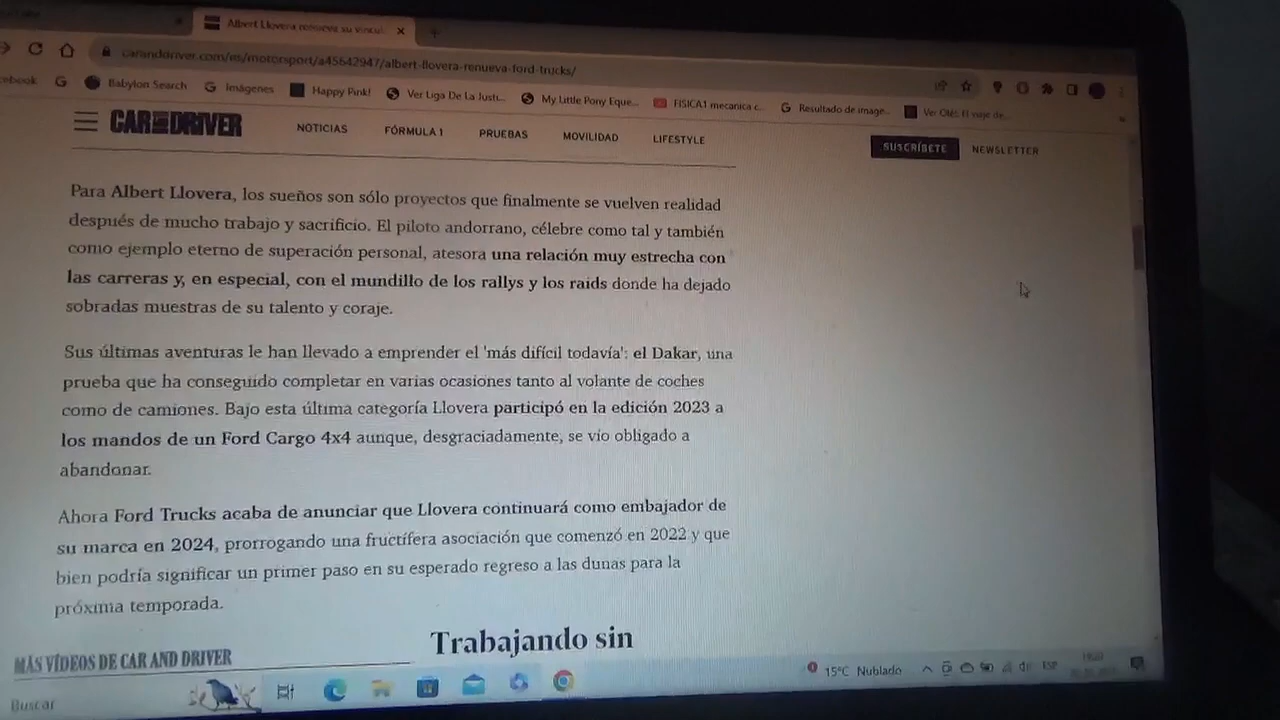 Albert Llovera renueva su vincul
caranddriver.com/es/motorsport/a45642947/albert-llovera-renueva-ford-trucks/
ebook
Babylon Search
Imágenes
Happy Pink!
Ver Liga De La Justi...
My Little Pony Eque...
FISICA1 mecanica c...
Resultado de image...
CAR AND DRIVER
NOTICIAS
FÓRMULA 1
PRUEBAS
MOVILIDAD
LIFESTYLE
SUSCRÍBETE
NEWSLETTER
Para Albert Llovera, los sueños son sólo proyectos que finalmente se vuelven realidad
después de mucho trabajo y sacrificio. El piloto andorrano, célebre como tal y también
como ejemplo eterno de superación personal, atesora una relación muy estrecha con
las carreras y, en especial, con el mundillo de los rallys y los raids donde ha dejado
sobradas muestras de su talento y coraje.
Sus últimas aventuras le han llevado a emprender el 'más difícil todavía': el Dakar, una
prueba que ha conseguido completar en varias ocasiones tanto al volante de coches
como de camiones. Bajo esta última categoría Llovera participó en la edición 2023 a
los mandos de un Ford Cargo 4x4 aunque, desgraciadamente, se vio obligado a
abandonar.
Ahora Ford Trucks acaba de anunciar que Llovera continuará como embajador de
su marca en 2024, prorrogando una fructífera asociación que comenzó en 2022 y que
bien podría significar un primer paso en su esperado regreso a las dunas para la
próxima temporada.
MÁS VÍDEOS DE CAR AND DRIVER
Trabajando sin
Buscar
15°C Nublado
ESP